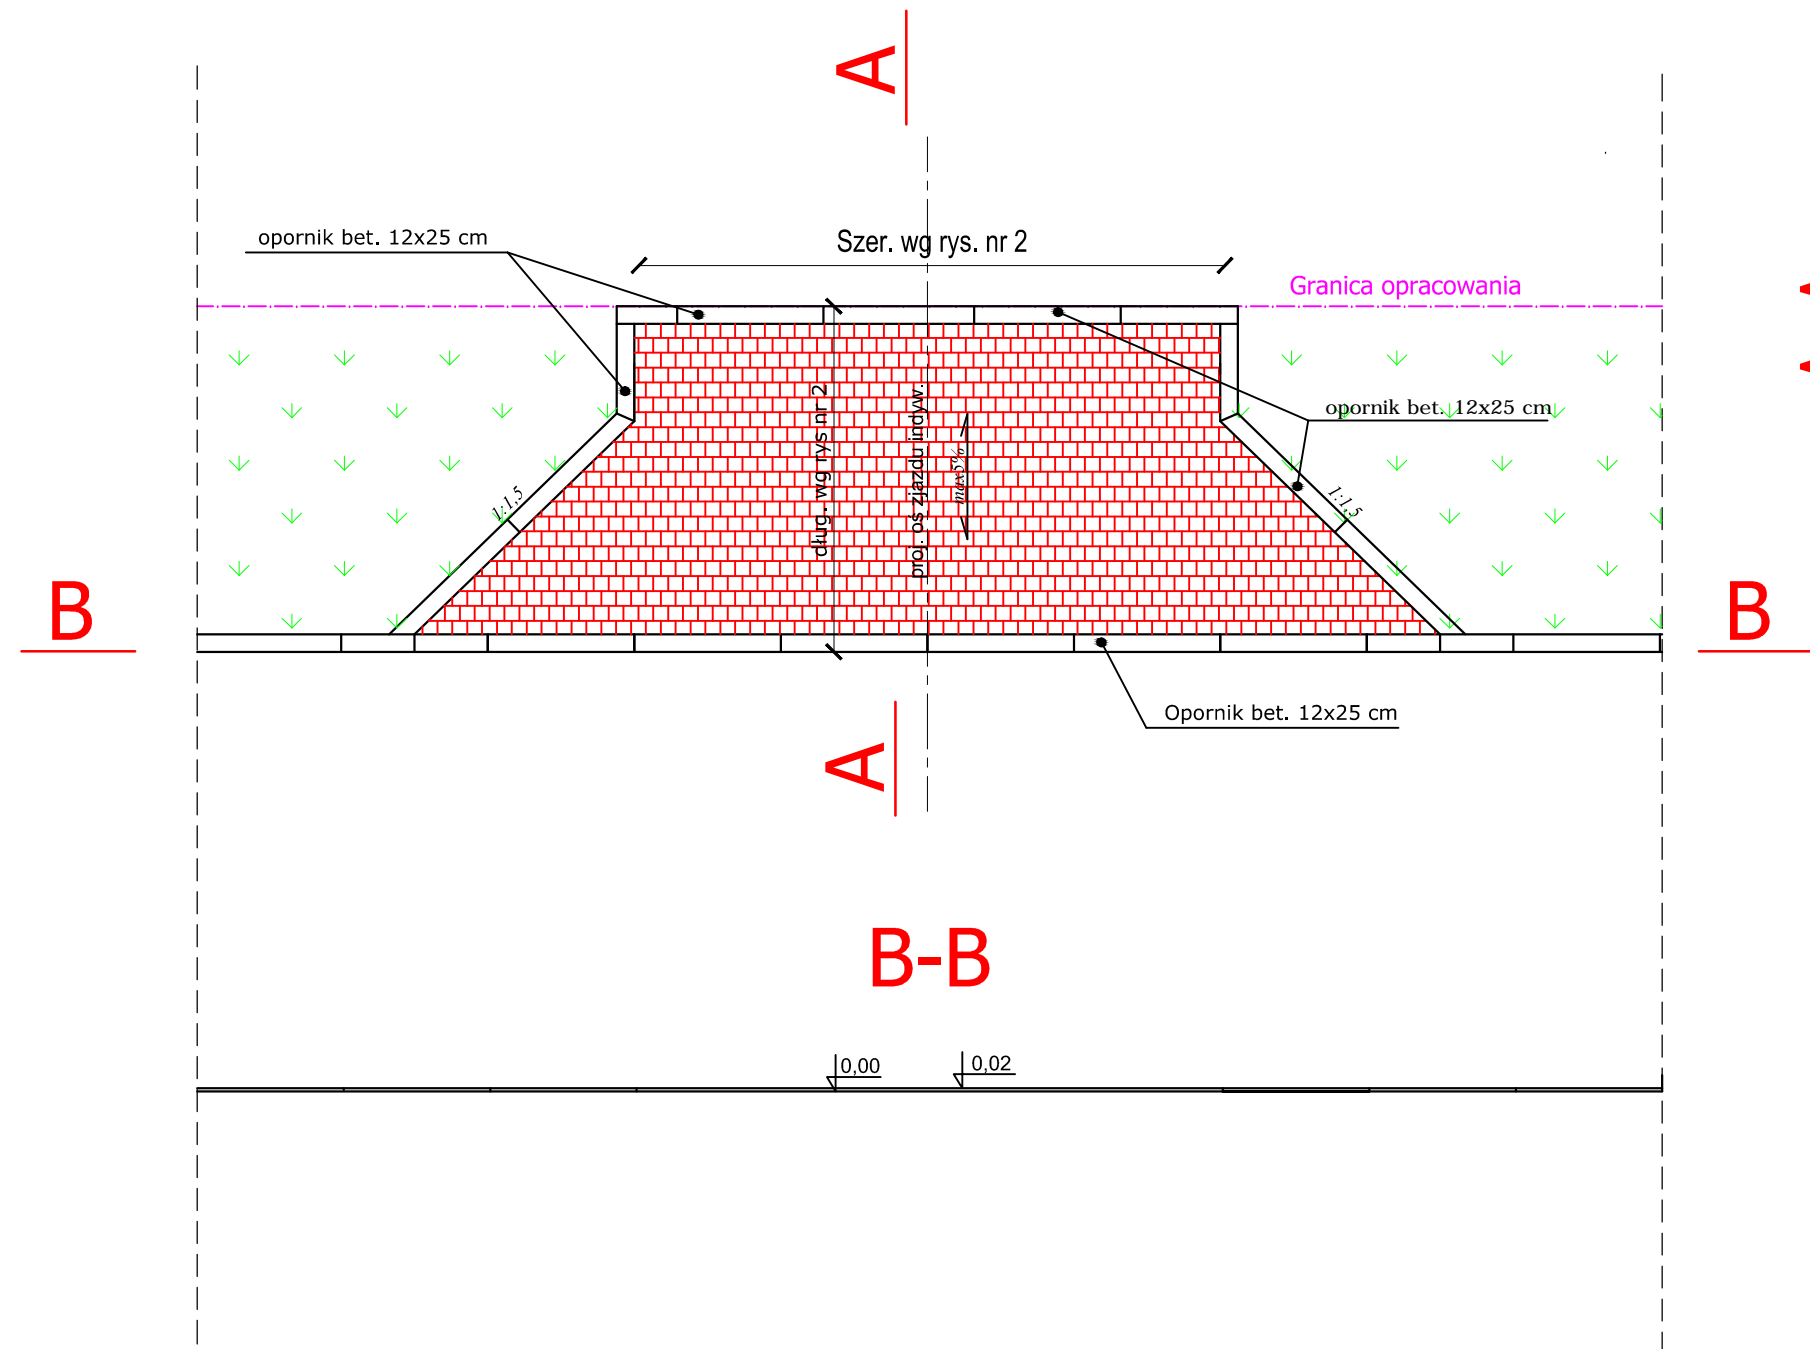 A
opornik bet. 12x25 cm
Szer. wg rys. nr 2
Granica opracowania
dług. wg rys nr 2
proj. oś zjazdu indyw.
max5%
opornik bet. 12x25 cm
1:1,5
1:1,5
B
B
Opornik bet. 12x25 cm
A
B-B
0,00
0,02